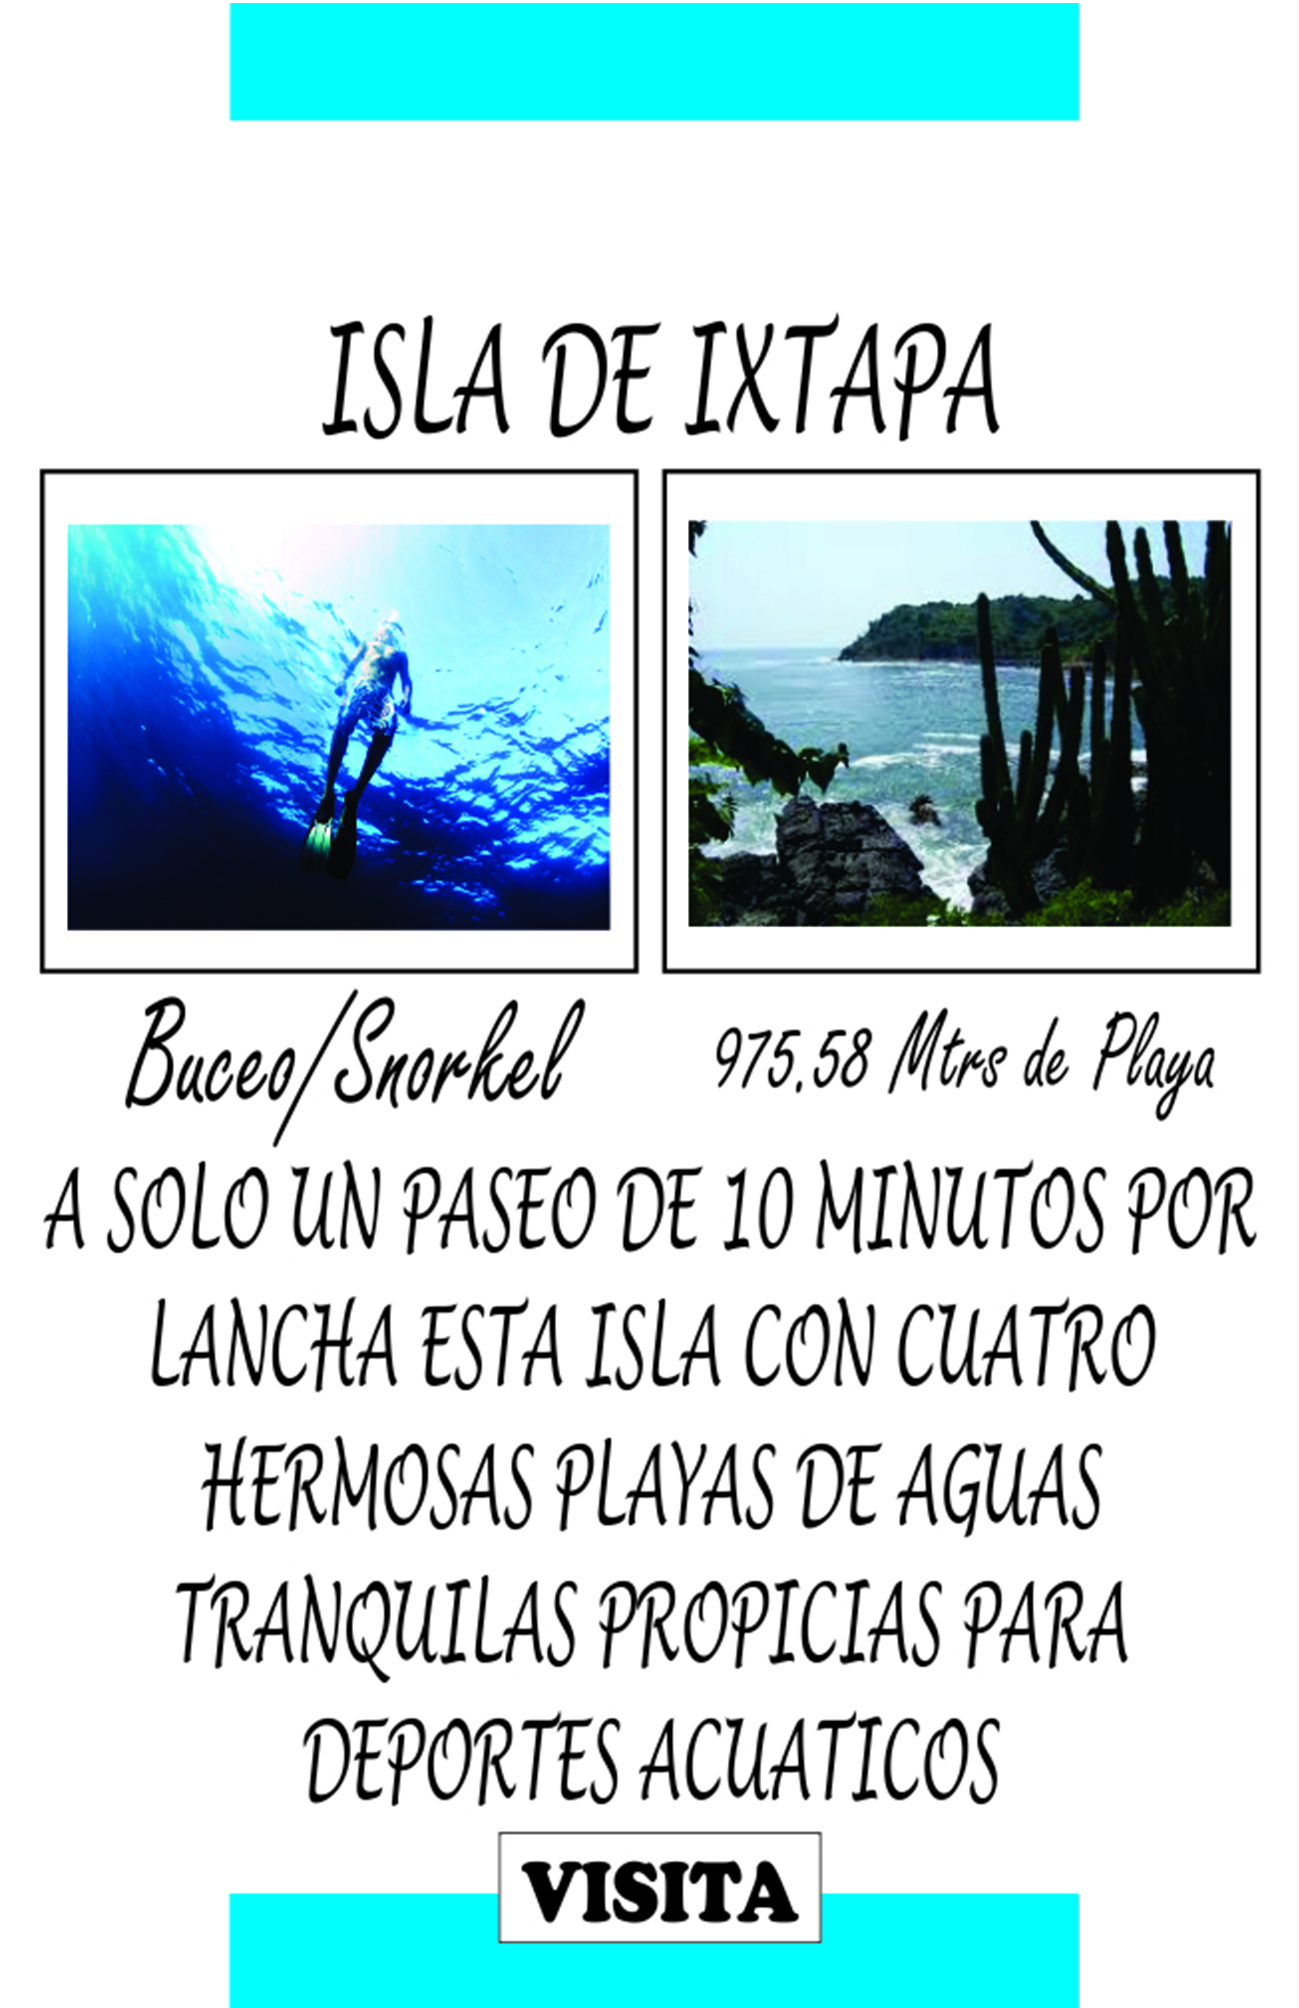 ISLA DE IXTAPA
Buceo/Snorkel
975.58 Mtrs de Playa
A SOLO UN PASEO DE 10 MINUTOS POR
LANCHA ESTA ISLA CON CUATRO
HERMOSAS PLAYAS DE AGUAS
TRANQUILAS PROPICIAS PARA
DEPORTES ACUATICOS
VISITA